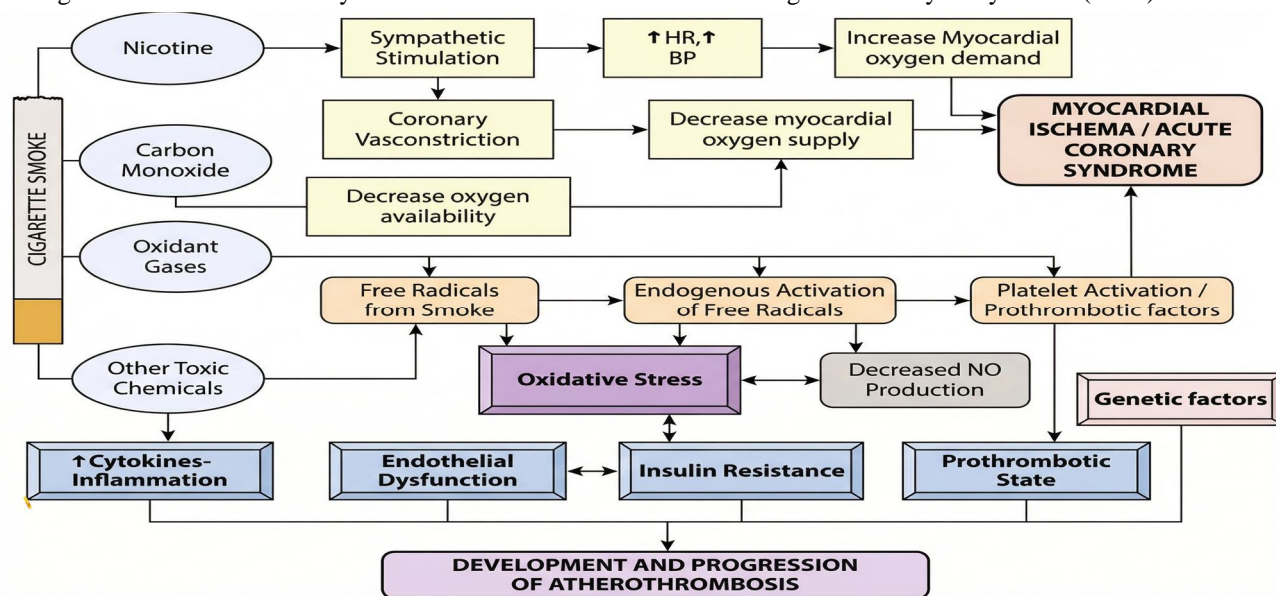 Nicotine
Sympathetic
Stimulation
↑HR,↑
BP
Increase Myocardial
oxygen demand
CIGARETTE SMOKE
Coronary
Vasconstriction
Decrease myocardial
oxygen supply
MYOCARDIAL
ISCHEMA / ACUTE
CORONARY
SYNDROME
Carbon
Monoxide
Decrease oxygen
availability
Oxidant
Gases
Free Radicals
from Smoke
Endogenous Activation
of Free Radicals
Platelet Activation /
Prothrombotic factors
Other Toxic
Chemicals
Oxidative Stress
Decreased NO
Production
Genetic factors
↑Cytokines-
Inflammation
Endothelial
Dysfunction
Insulin Resistance
Prothrombotic
State
DEVELOPMENT AND PROGRESSION
OF ATHEROTHROMBOSIS